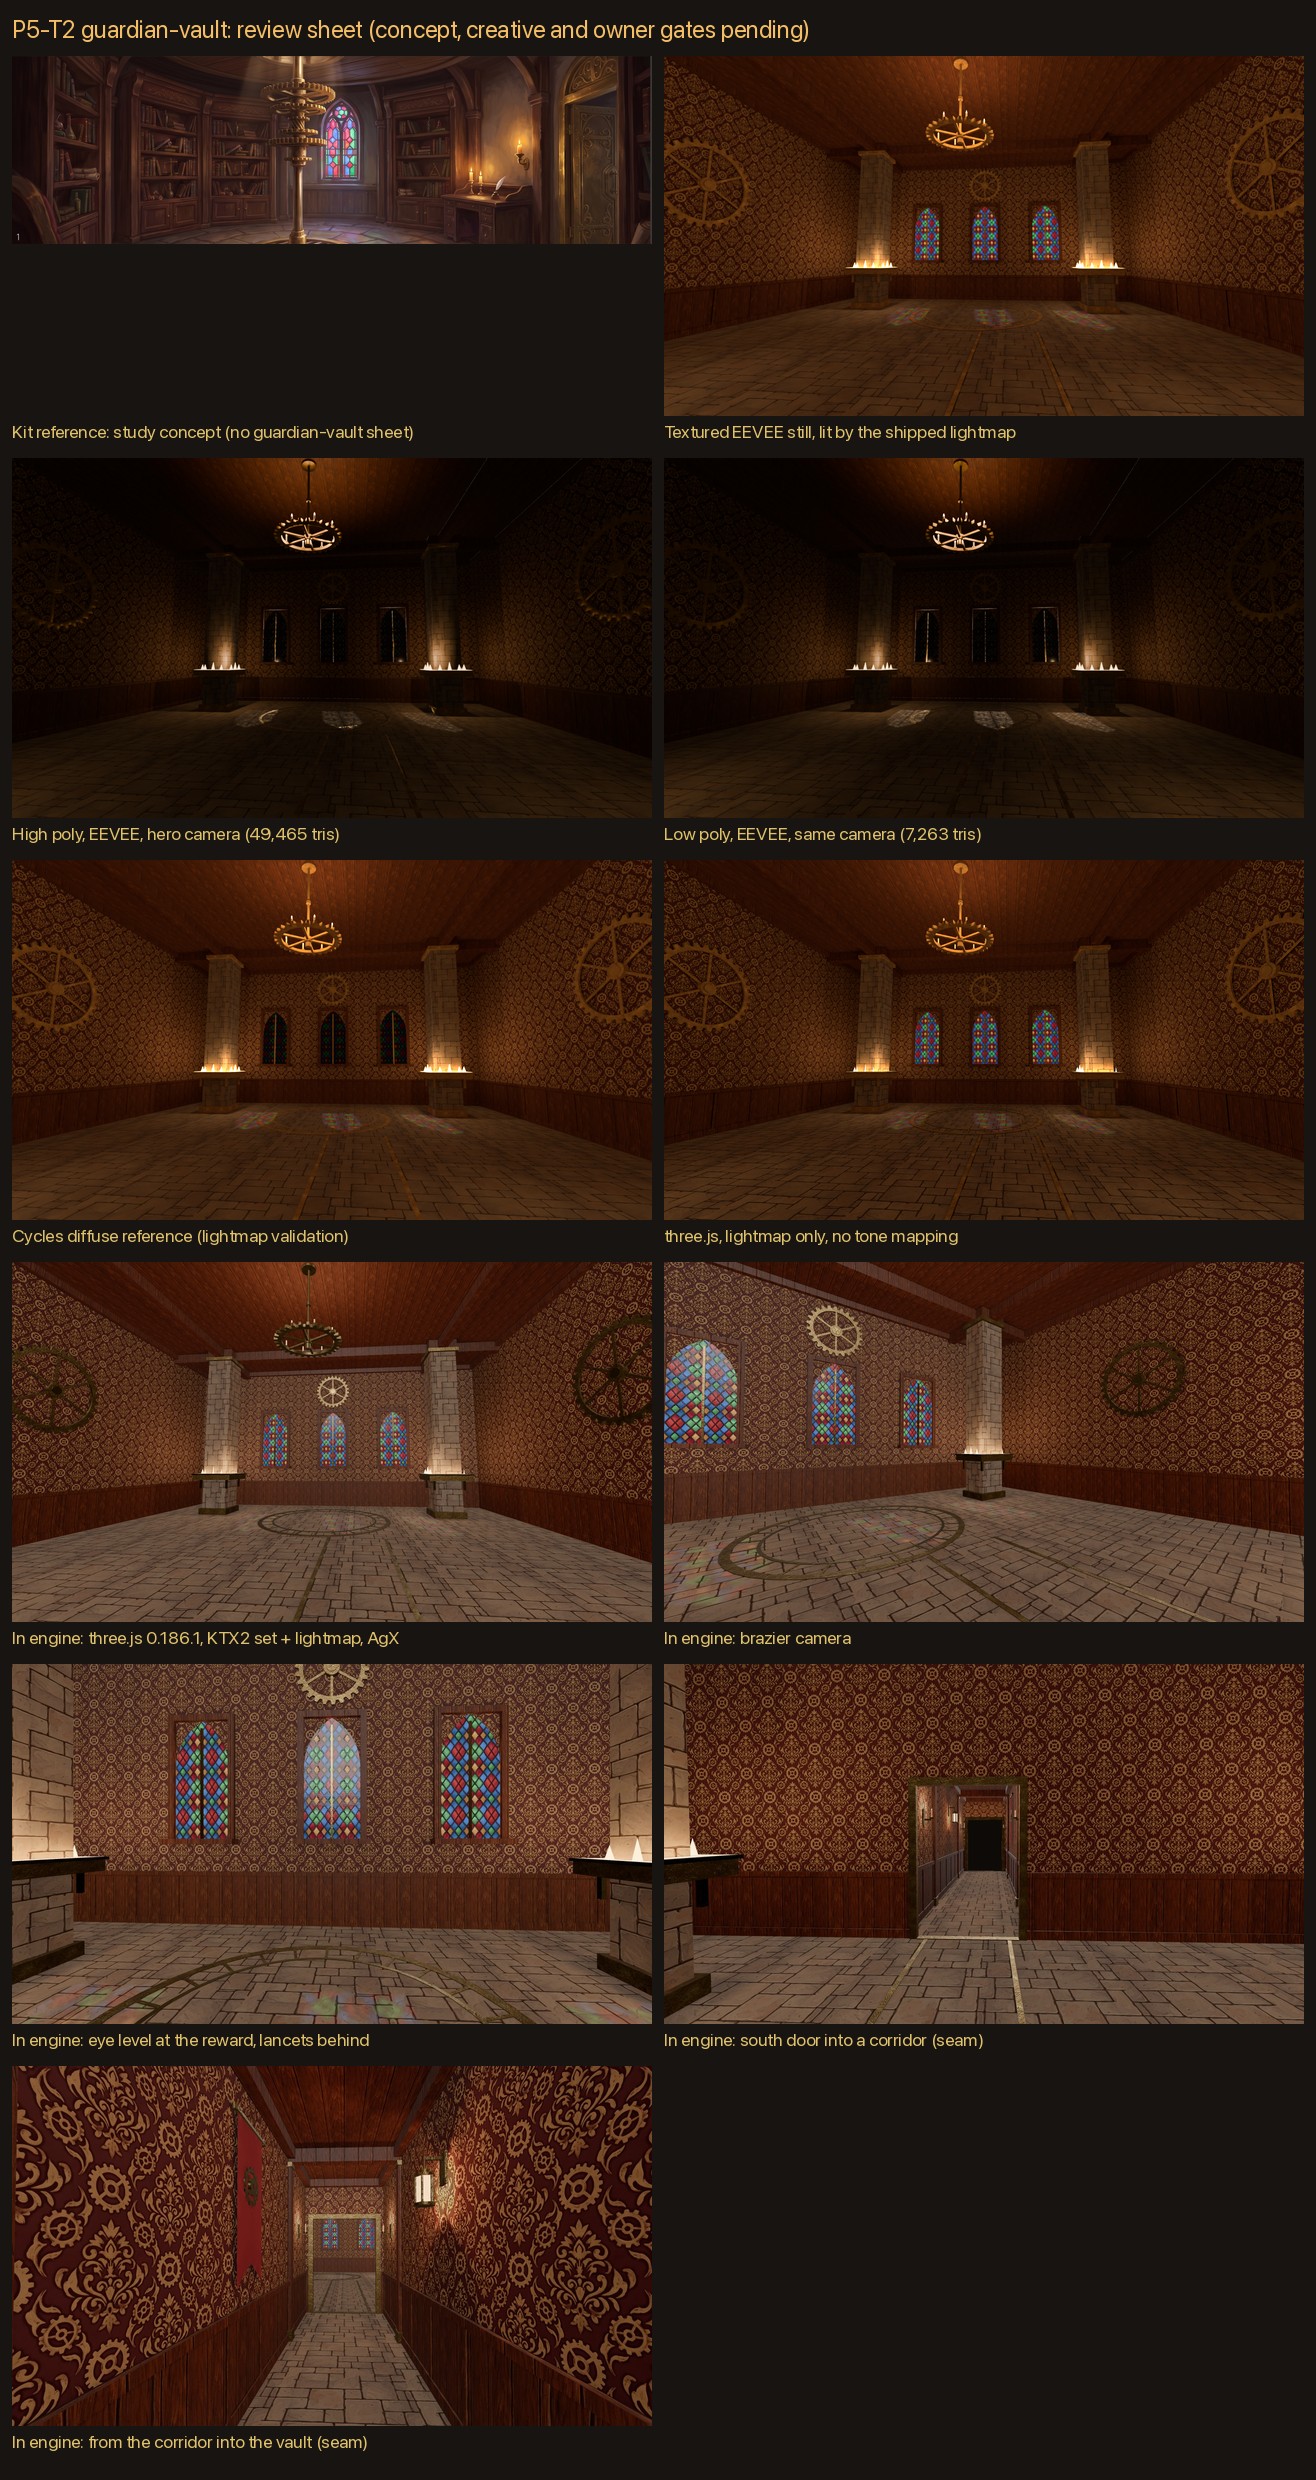 P5-T2 guardian-vault: review sheet (concept, creative and owner gates pending)
1
Kit reference: study concept (no guardian-vault sheet)
Textured EEVEE still, lit by the shipped lightmap
High poly, EEVEE, hero camera (49,465 tris)
Low poly, EEVEE, same camera (7,263 tris)
Cycles diffuse reference (lightmap validation)
three.js, lightmap only, no tone mapping
In engine: three.js 0.186.1, KTX2 set + lightmap, AgX
In engine: brazier camera
In engine: eye level at the reward, lancets behind
In engine: south door into a corridor (seam)
In engine: from the corridor into the vault (seam)